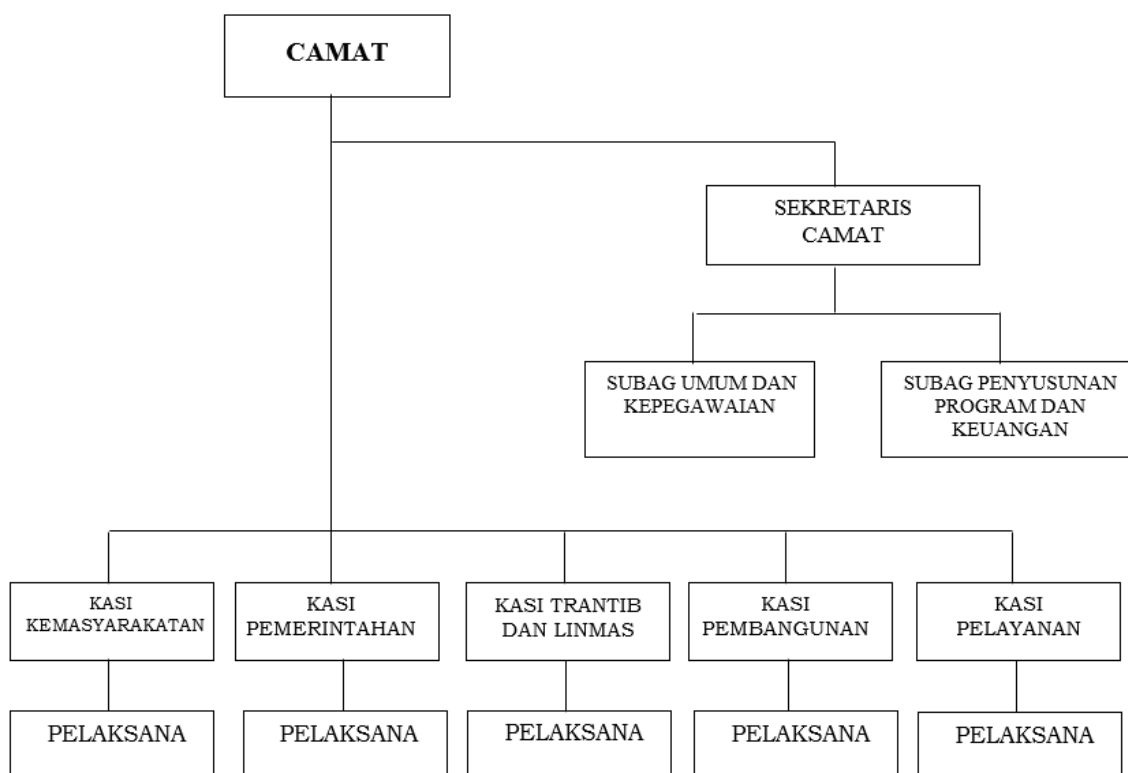 CAMAT
SEKRETARIS
CAMAT
SUBAG UMUM DAN
KEPEGAWAIAN
SUBAG PENYUSUNAN
PROGRAM DAN
KEUANGAN
KASI
KEMASYARAKATAN
KASI
PEMERINTAHAN
KASI TRANTIB
DAN LINMAS
KASI
PEMBANGUNAN
KASI
PELAYANAN
PELAKSANA
PELAKSANA
PELAKSANA
PELAKSANA
PELAKSANA